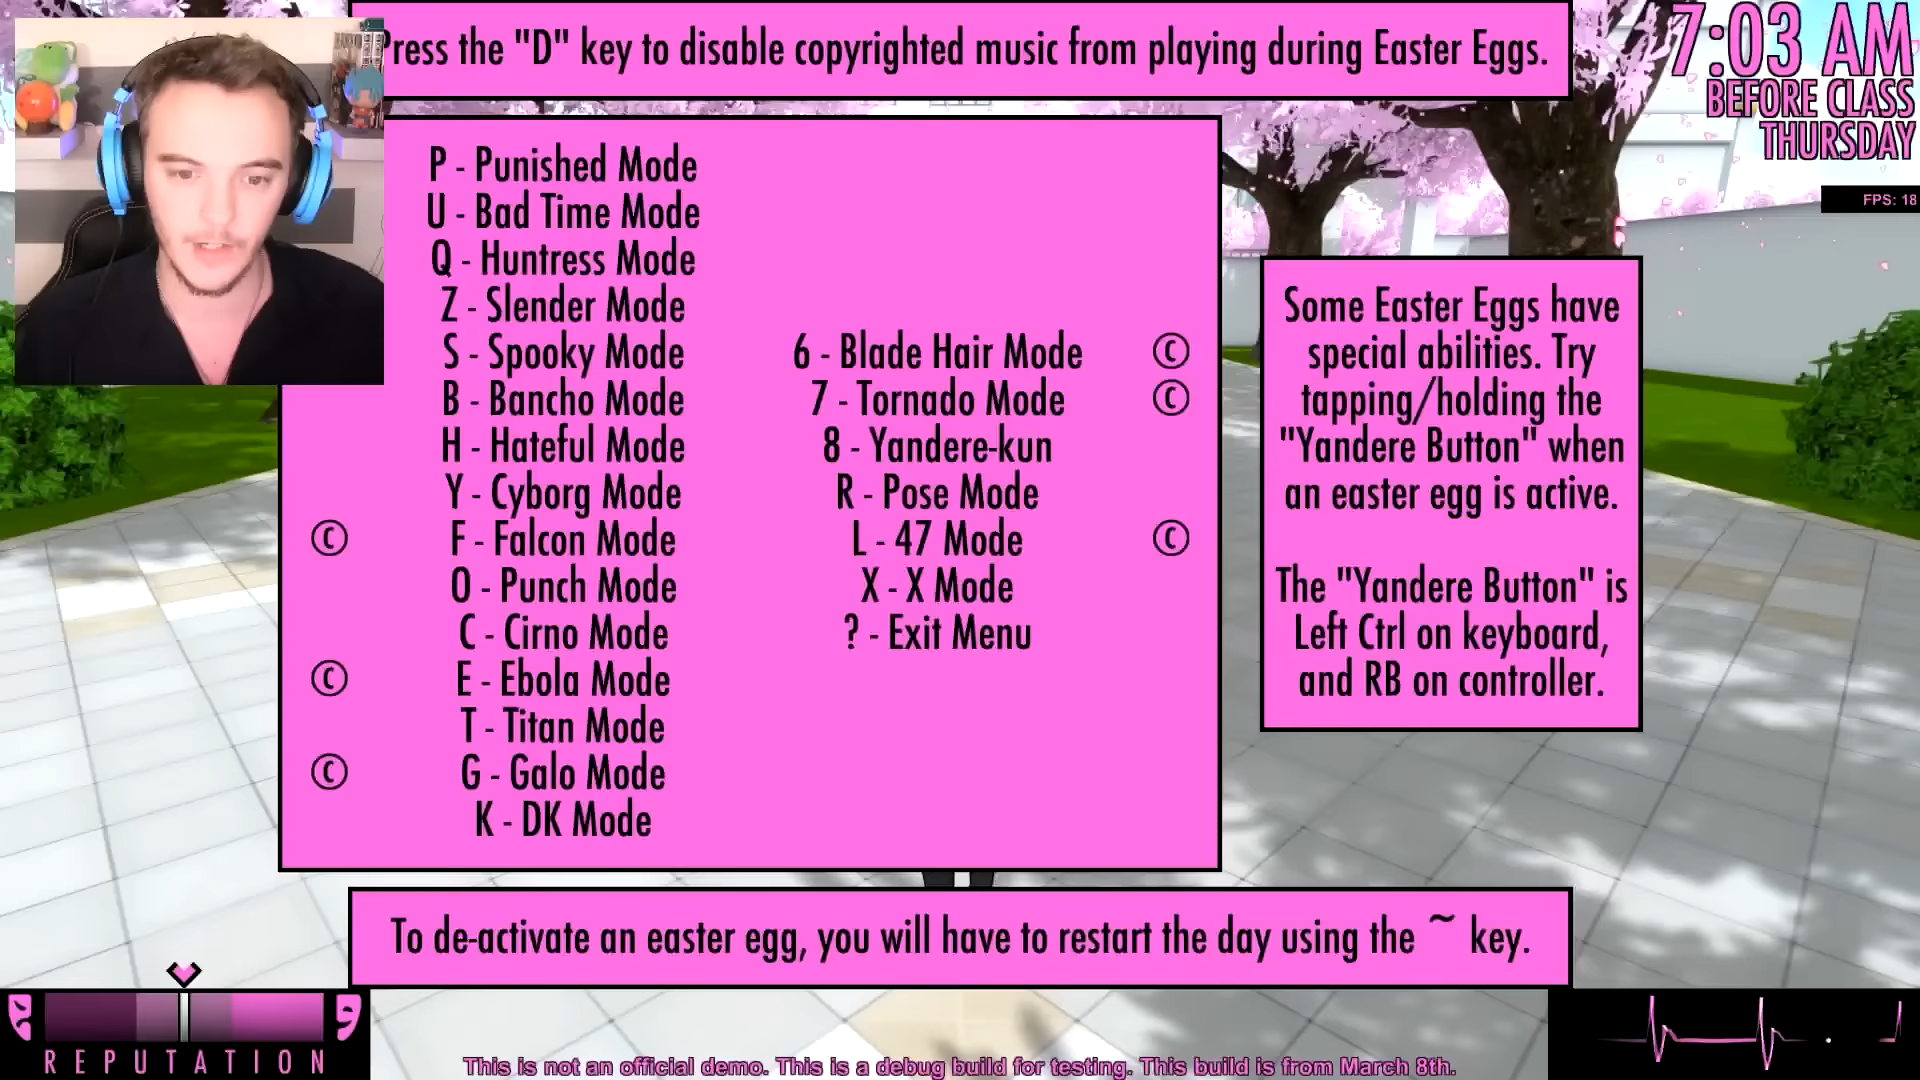 Press the "D" key to disable copyrighted music from playing during Easter Eggs.
7:03 AM
BEFORE CLASS
THURSDAY
FPS: 18
P - Punished Mode
U - Bad Time Mode
Q - Huntress Mode
Z - Slender Mode
S - Spooky Mode
B - Bancho Mode
H - Hateful Mode
Y - Cyborg Mode
© F - Falcon Mode
O - Punch Mode
C - Cirno Mode
© E - Ebola Mode
T - Titan Mode
© G - Galo Mode
K - DK Mode
6 - Blade Hair Mode ©
7 - Tornado Mode ©
8 - Yandere-kun
R - Pose Mode
L - 47 Mode ©
X - X Mode
? - Exit Menu
Some Easter Eggs have
special abilities. Try
tapping/holding the
"Yandere Button" when
an easter egg is active.
The "Yandere Button" is
Left Ctrl on keyboard,
and RB on controller.
To de-activate an easter egg, you will have to restart the day using the ~ key.
REPUTATION
This is not an official demo. This is a debug build for testing. This build is from March 8th.